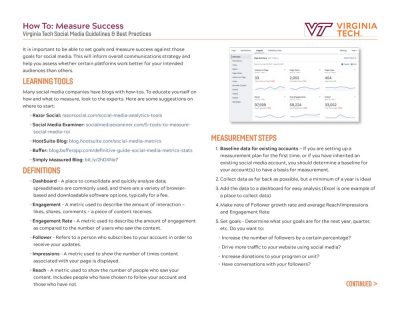 How To: Measure Success
Virginia Tech Social Media Guidelines & Best Practices
VIRGINIA
TECH
It is important to be able to set goals and measure success against those
goals for social media. This will inform overall communications strategy and
help you assess whether certain platforms work better for your intended
audiences than others.
LEARNING TOOLS
Many social media companies have blogs with how-tos. To educate yourself on
how and what to measure, look to the experts. Here are some suggestions on
where to start:
- Razor Social:
- Social Media Examiner: socialmediaexaminer.com/5-tools-to-measure-
social-media-roi
- HootSuite Blog: blog.hootsuite.com/social-media-metrics
- Buffer: blog.bufferapp.com/definitive-guide-social-media-metrics-stats
- Simply Measured Blog:
DEFINITIONS
- Dashboard - A place to consolidate and quickly analyze data;
spreadsheets are commonly used, and there are a variety of browser-
based and downloadable software options, typically for a fee.
- Engagement - A metric used to describe the amount of interaction –
likes, shares, comments - a piece of content receives.
- Engagement Rate - A metric used to describe the amount of engagement
as compared to the number of users who saw the content.
- Follower - Refers to a person who subscribes to your account in order to
receive your updates.
- Impressions - A metric used to show the number of times content
associated with your page is displayed.
- Reach - A metric used to show the number of people who saw your
content. Includes people who have chosen to follow your account and
those who have not.
MEASUREMENT STEPS
1. Baseline data for existing accounts - If you are setting up a
measurement plan for the first time, or if you have inherited an
existing social media account, you should determine a baseline for
your account(s) to have a basis for measurement.
2. Collect data as far back as possible, but a minimum of a year is ideal!
3. Add the data to a dashboard for easy analysis (Excel is one example of
a place to collect data)
4. Make note of Follower growth rate and average Reach/Impressions
and Engagement Rate
5. Set goals - Determine what your goals are for the next year, quarter,
etc. Do you want to:
- Increase the number of followers by a certain percentage?
- Drive more traffic to your website using social media?
- Increase donations to your program or unit?
- Have conversations with your followers?
CONTINUED >